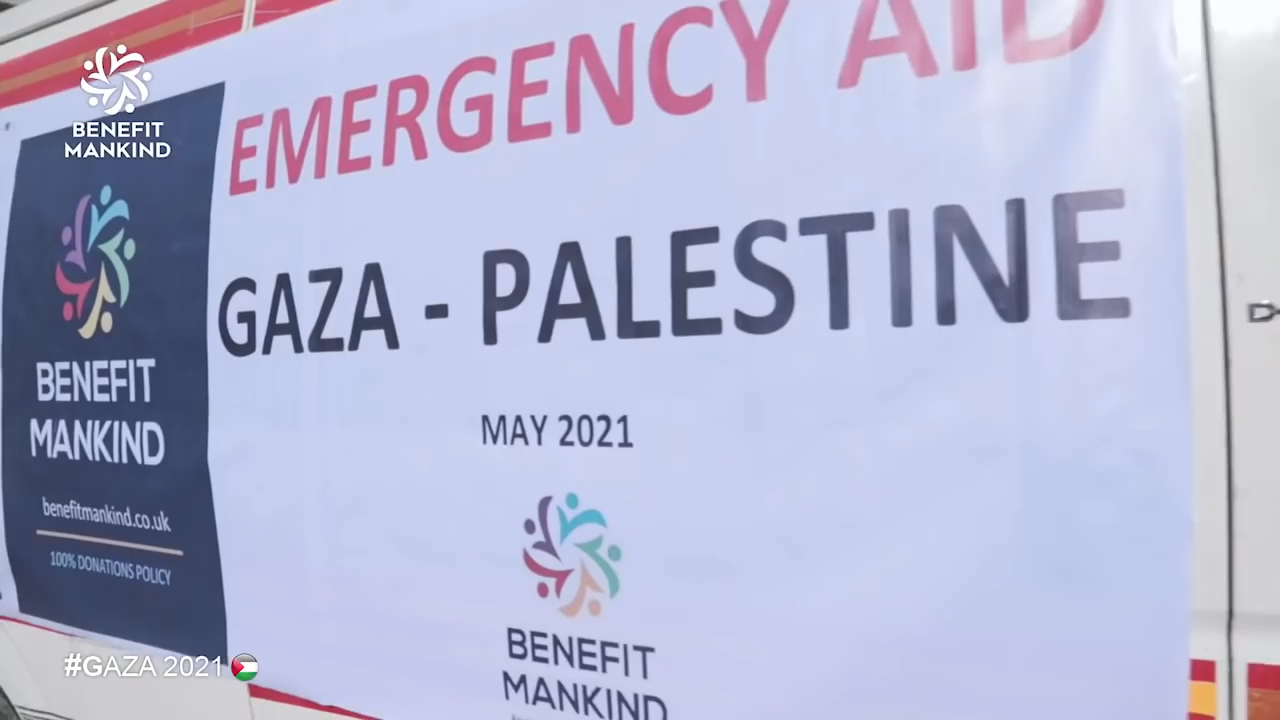 BENEFIT
MANKIND
EMERGENCY AID
GAZA - PALESTINE
MAY 2021
BENEFIT
MANKIND
benefitmankind.co.uk
100% DONATIONS POLICY
BENEFIT
MANKIND
#GAZA 2021